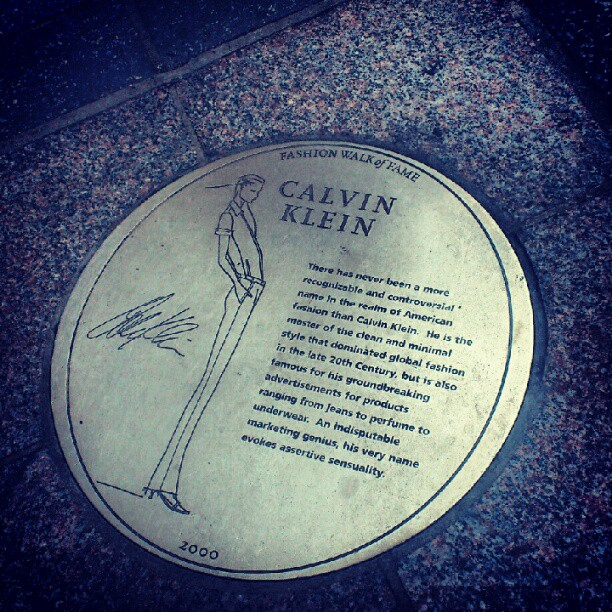 FASHION WALK of FAME
CALVIN
KLEIN
There has never been a more
recognizable and controversial
name in the realm of American
fashion than Calvin Klein. He is the
master of the clean and minimal
style that dominated global fashion
in the late 20th Century, but is also
famous for his groundbreaking
advertisements for products
ranging from jeans to perfume to
underwear. An indisputable
marketing genius, his very name
evokes assertive sensuality.
Calvin Klein
2000